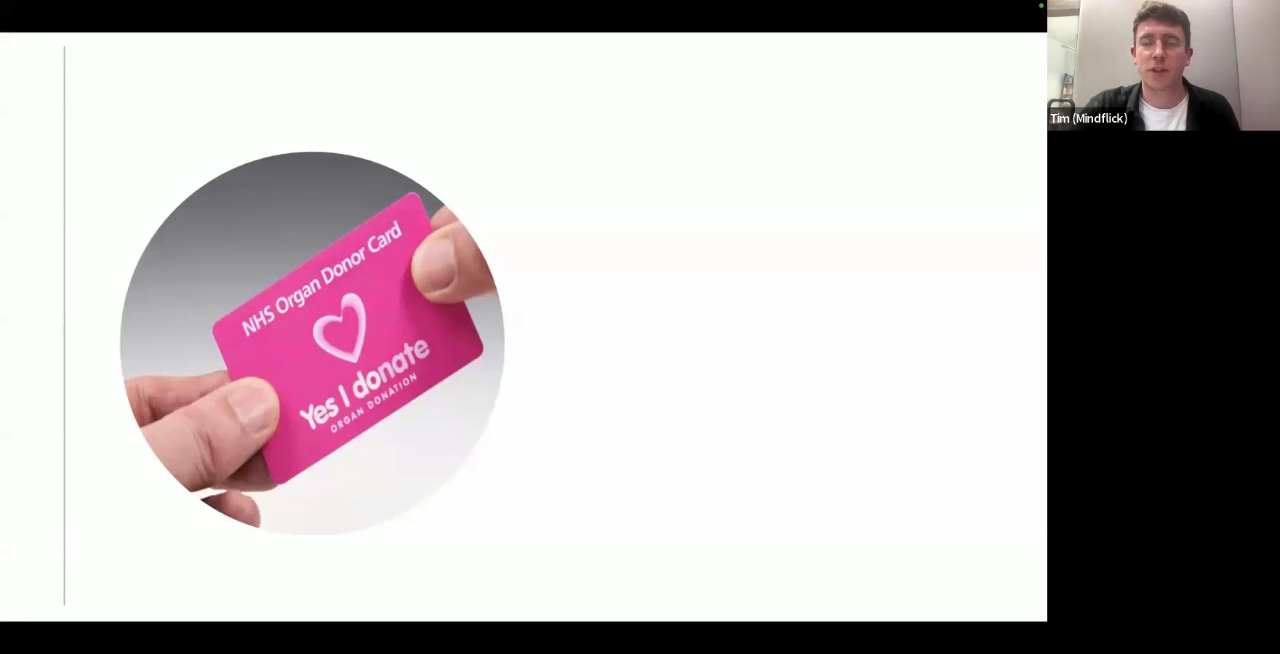 NHS Organ Donor Card
Yes I donate
ORGAN DONATION
Tim (Mindflick)